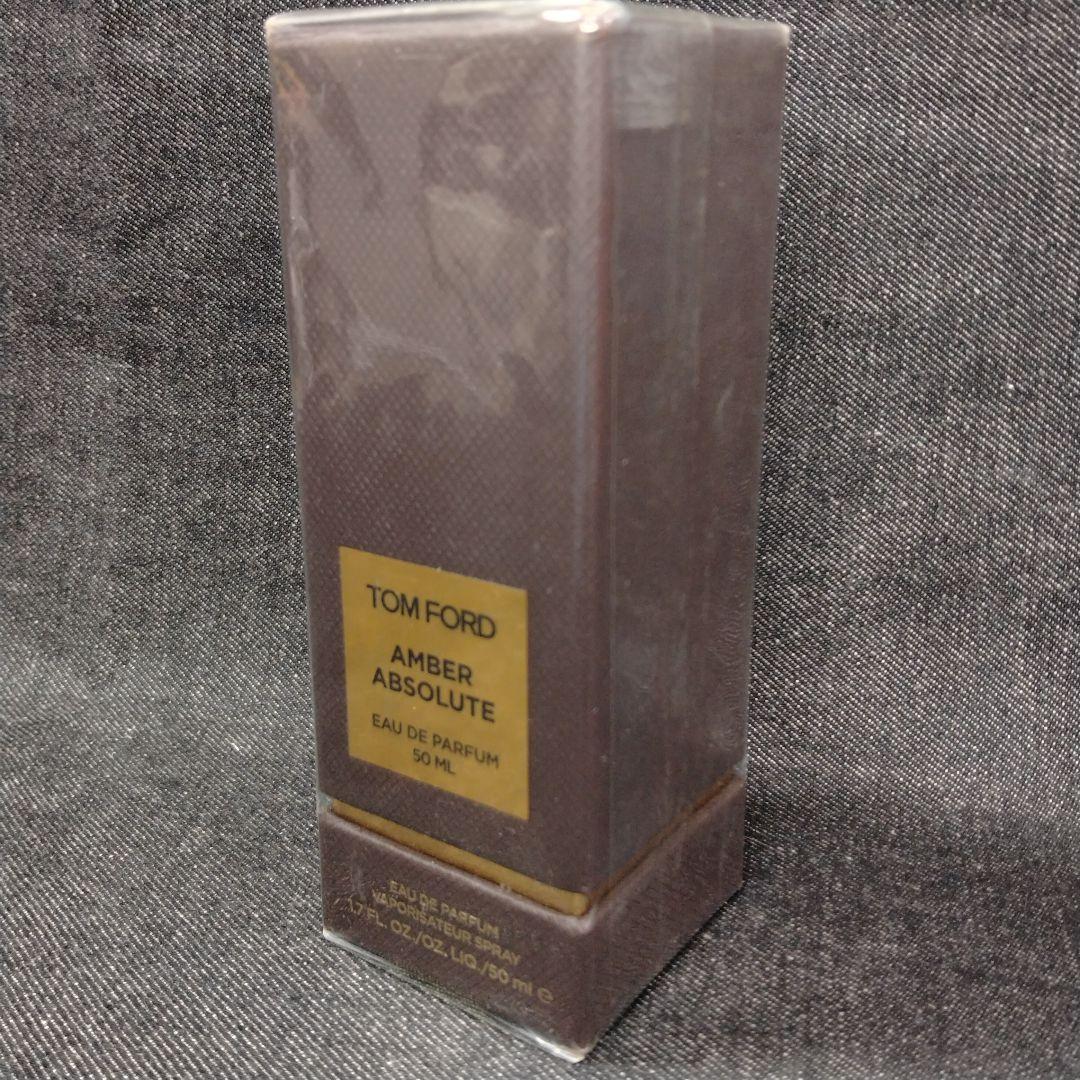 TOM FORD
AMBER
ABSOLUTE
EAU DE PARFUM
50 ML
EAU DE PARFUM
VAPORISATEUR SPRAY
1.7 FL. OZ./OZ. LIQ./50 ml ℮